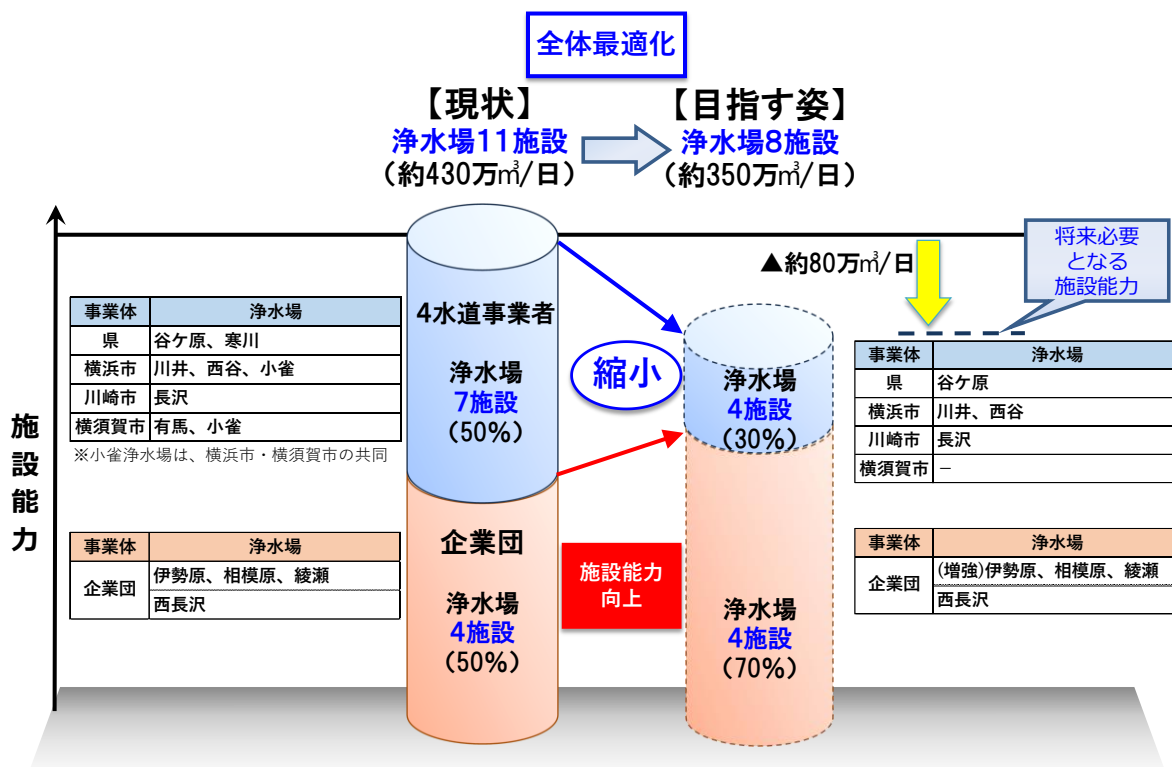 全体最適化
【現状】
浄水場11施設
（約430万㎥/日）
【目指す姿】
浄水場8施設
（約350万㎥/日）
施設能力
▲約80万㎥/日
将来必要
となる
施設能力
事業体 浄水場
県 谷ケ原、寒川
横浜市 川井、西谷、小雀
川崎市 長沢
横須賀市 有馬、小雀
※小雀浄水場は、横浜市・横須賀市の共同
事業体 浄水場
企業団 伊勢原、相模原、綾瀬
西長沢
4水道事業者
浄水場
7施設
（50%）
企業団
浄水場
4施設
（50%）
縮小
施設能力
向上
浄水場
4施設
（30%）
浄水場
4施設
（70%）
事業体 浄水場
県 谷ケ原
横浜市 川井、西谷
川崎市 長沢
横須賀市 －
事業体 浄水場
企業団 (増強)伊勢原、相模原、綾瀬
西長沢